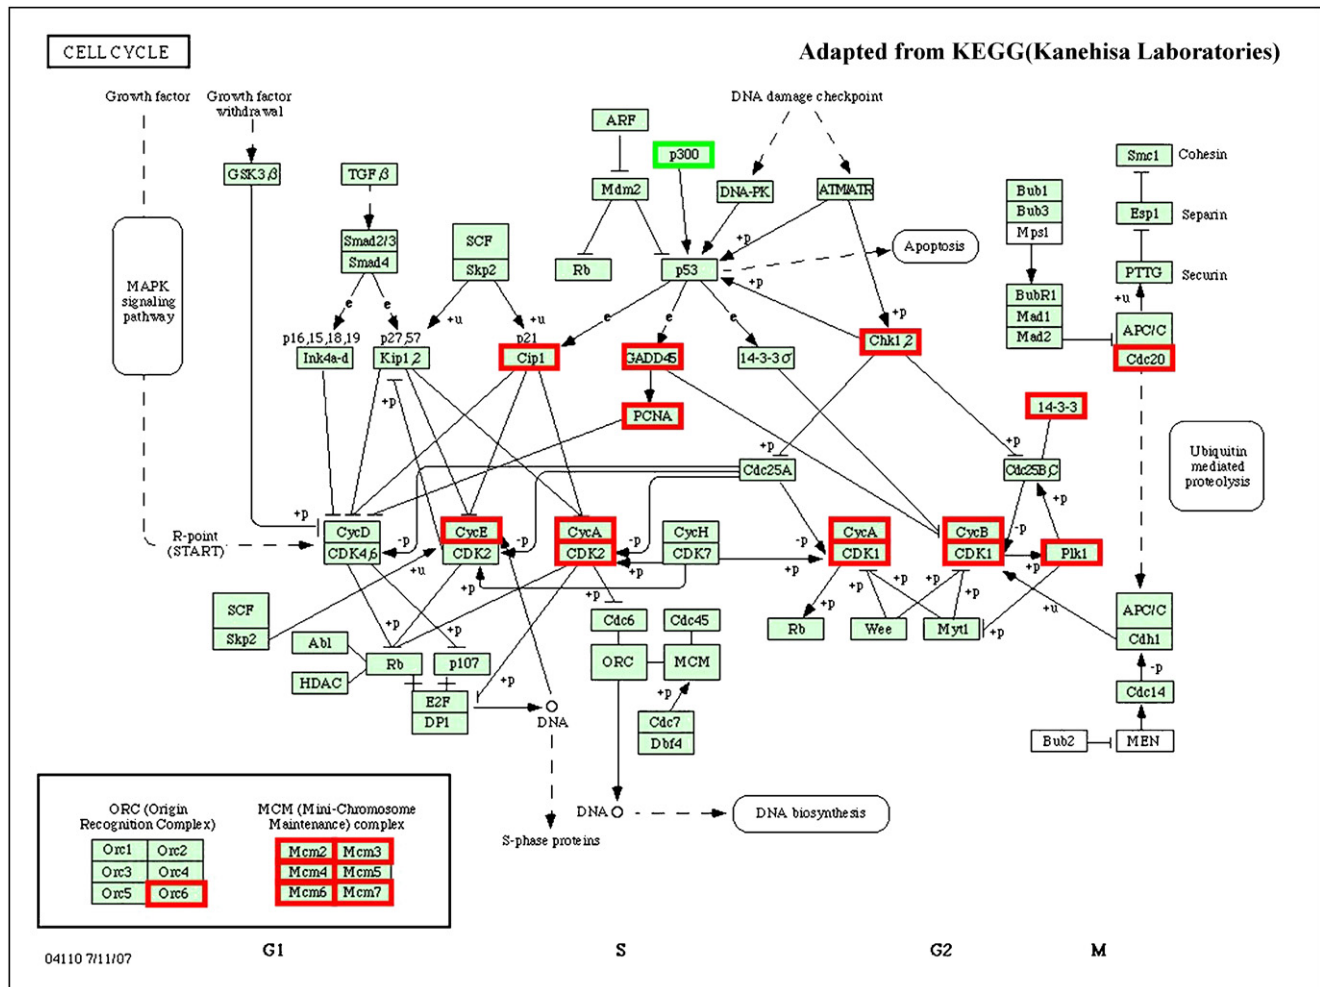 CELL CYCLE
Adapted from KEGG(Kanehisa Laboratories)
Growth factor
Growth factor
withdrawal
DNA damage checkpoint
ARF
p300
Smc1
Cohesin
GSK3β
TGFβ
Mdm2
DNA-PK
ATM/ATR
Bub1
Bub3
Mps1
Esp1
Separin
+p
MAPK
signaling
pathway
Smad2/3
Smad4
SCF
Skp2
Rb
p53
Apoptosis
PTTG
Securin
e
e
+u
+u
e
e
e
+p
+p
+u
BubR1
Mad1
Mad2
APC/C
Cdc20
p16,15,18,19
Ink4a-d
p27,57
Kip1,2
p21
Cip1
GADD45
14-3-3σ
Chk1,2
+p
PCNA
14-3-3
Ubiquitin
mediated
proteolysis
+p
+p
Cdc25A
Cdc25B,C
+p
R-point
(START)
+p
CycD
CDK4,6
-p
CycE
CDK2
-p
CycA
CDK2
-p
CycH
CDK7
-p
+p
CycA
CDK1
CycB
CDK1
-p
+p
Plk1
+u
+p
+p
+p
+p
+p
+p
+p
+u
SCF
Skp2
+p
+p
Cdc6
Cdc45
Rb
Wee
Myt1
+p
APC/C
Cdh1
Abl
HDAC
Rb
p107
+p
ORC
MCM
-p
E2F
DP1
DNA
+p
Cdc7
Dbf4
Cdc14
Bub2
MEN
ORC (Origin
Recognition Complex)
MCM (Mini-Chromosome
Maintenance) complex
DNA
DNA biosynthesis
S-phase proteins
Orc1 Orc2
Orc3 Orc4
Orc5 Orc6
Mcm2 Mcm3
Mcm4 Mcm5
Mcm6 Mcm7
G1
S
G2
M
04110 7/11/07